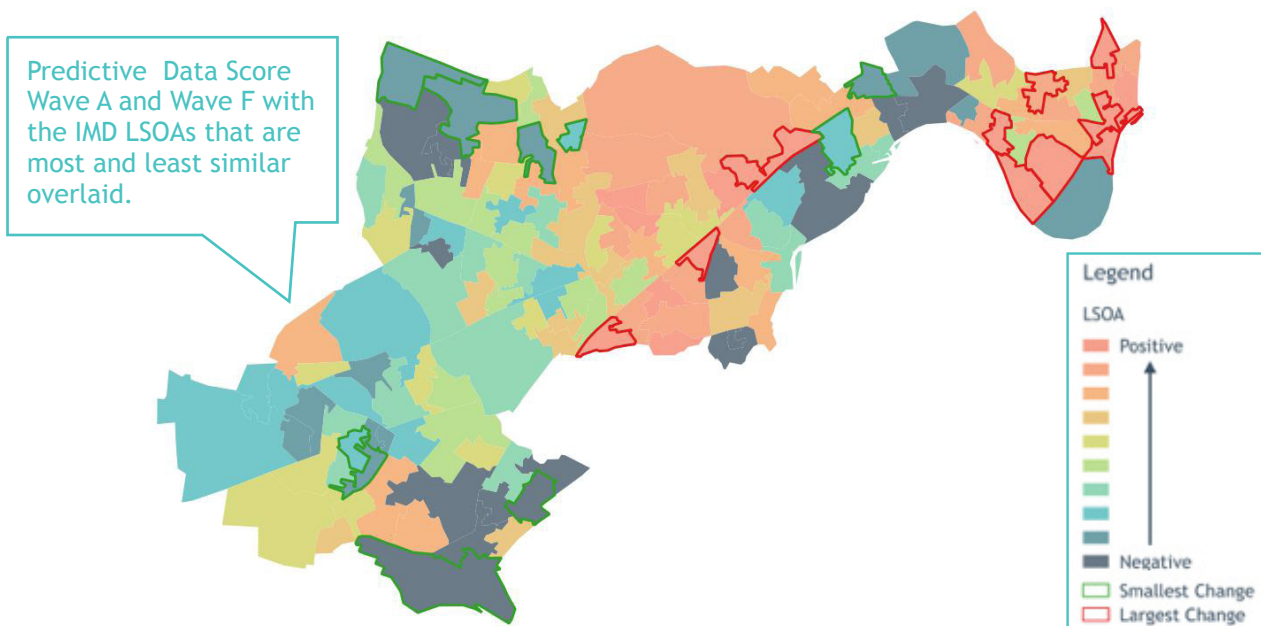 Predictive Data Score
Wave A and Wave F with
the IMD LSOAs that are
most and least similar
overlaid.
Legend
LSOA
Positive
Negative
Smallest Change
Largest Change